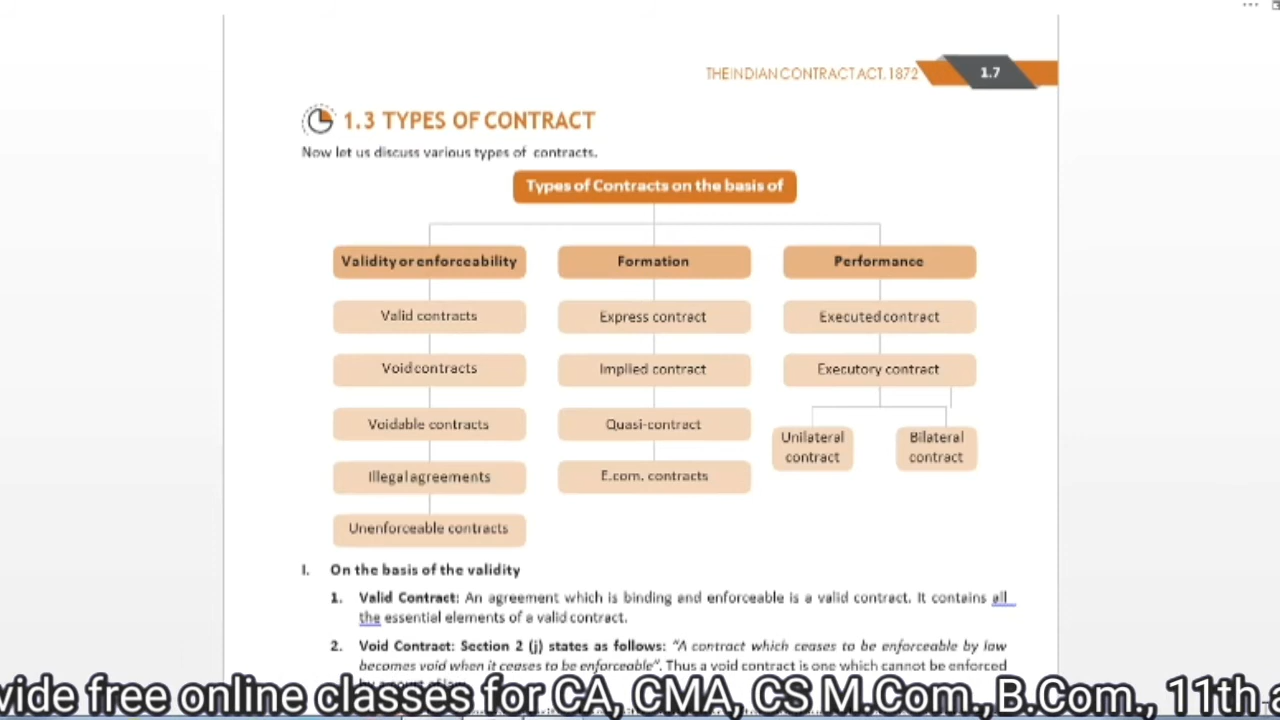 THE INDIAN CONTRACT ACT, 1872
1.7
1.3 TYPES OF CONTRACT
Now let us discuss various types of contracts.
Types of Contracts on the basis of
Validity or enforceability
Formation
Performance
Valid contracts
Express contract
Executed contract
Void contracts
Implied contract
Executory contract
Voidable contracts
Quasi-contract
Unilateral
contract
Bilateral
contract
Illegal agreements
E.com. contracts
Unenforceable contracts
I. On the basis of the validity
1. Valid Contract: An agreement which is binding and enforceable is a valid contract. It contains all
the essential elements of a valid contract.
2. Void Contract: Section 2 (j) states as follows: "A contract which ceases to be enforceable by law
becomes void when it ceases to be enforceable". Thus a void contract is one which cannot be enforced
vide free online classes for CA, CMA, CS M.Com.,B.Com., 11th a